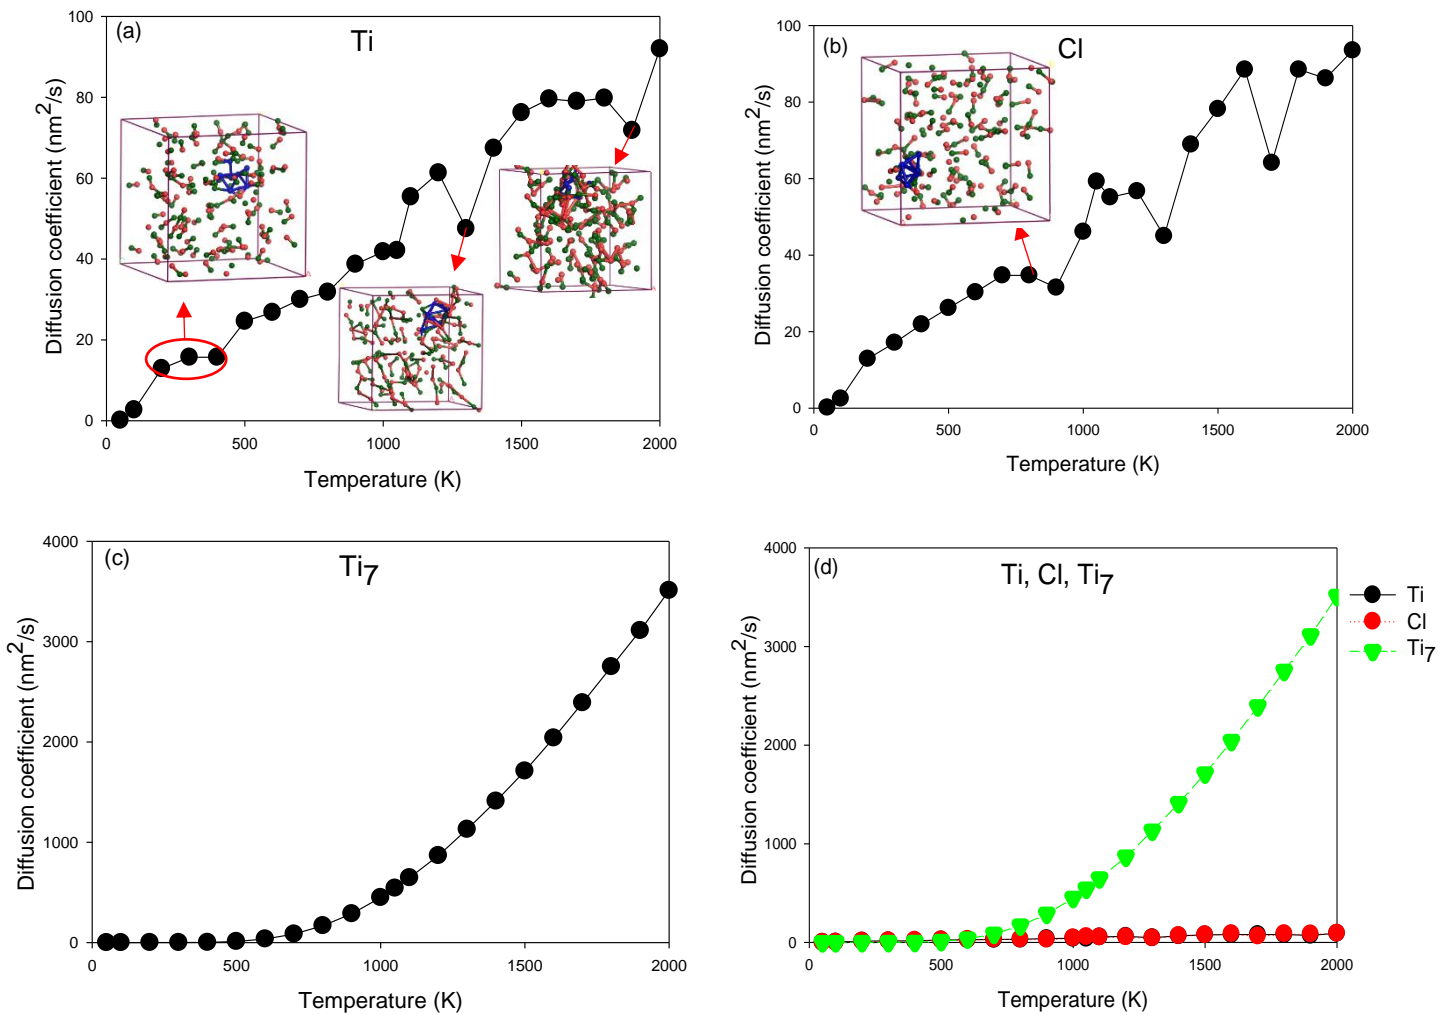 (a)
Ti
Diffusion coefficient (nm²/s)
100
80
60
40
20
0
0 500 1000 1500 2000
Temperature (K)
(b)
Cl
Diffusion coefficient (nm²/s)
100
80
60
40
20
0
0 500 1000 1500 2000
Temperature (K)
(c)
Ti₇
Diffusion coefficient (nm²/s)
4000
3000
2000
1000
0
0 500 1000 1500 2000
Temperature (K)
(d)
Ti, Cl, Ti₇
Diffusion coefficient (nm²/s)
4000
3000
2000
1000
0
0 500 1000 1500 2000
Temperature (K)
Ti
Cl
Ti₇